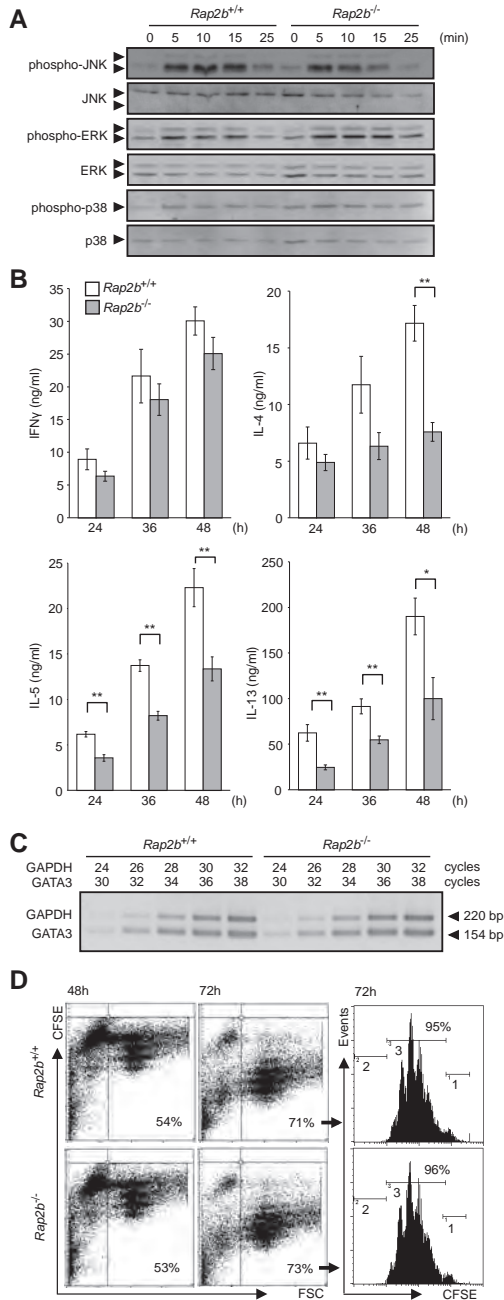 A
Rap2b+/+ Rap2b-/-
0 5 10 15 25 0 5 10 15 25 (min)
phospho-JNK
JNK
phospho-ERK
ERK
phospho-p38
p38
B
Rap2b+/+
Rap2b-/-
IFNγ (ng/ml)
35
30
25
20
15
10
5
0
24 36 48 (h)
IL-4 (ng/ml)
20
15
10
5
0
**
24 36 48 (h)
IL-5 (ng/ml)
25
20
15
10
5
0
** ** **
24 36 48 (h)
IL-13 (ng/ml)
250
200
150
100
50
0
** ** *
24 36 48 (h)
C
Rap2b+/+ Rap2b-/-
GAPDH 24 26 28 30 32 24 26 28 30 32 cycles
GATA3 30 32 34 36 38 30 32 34 36 38 cycles
GAPDH 220 bp
GATA3 154 bp
D
48h 72h 72h
CFSE
Events
Rap2b+/+
54% 71%
95%
2 3 1
Rap2b-/-
53% 73%
96%
2 3 1
FSC CFSE